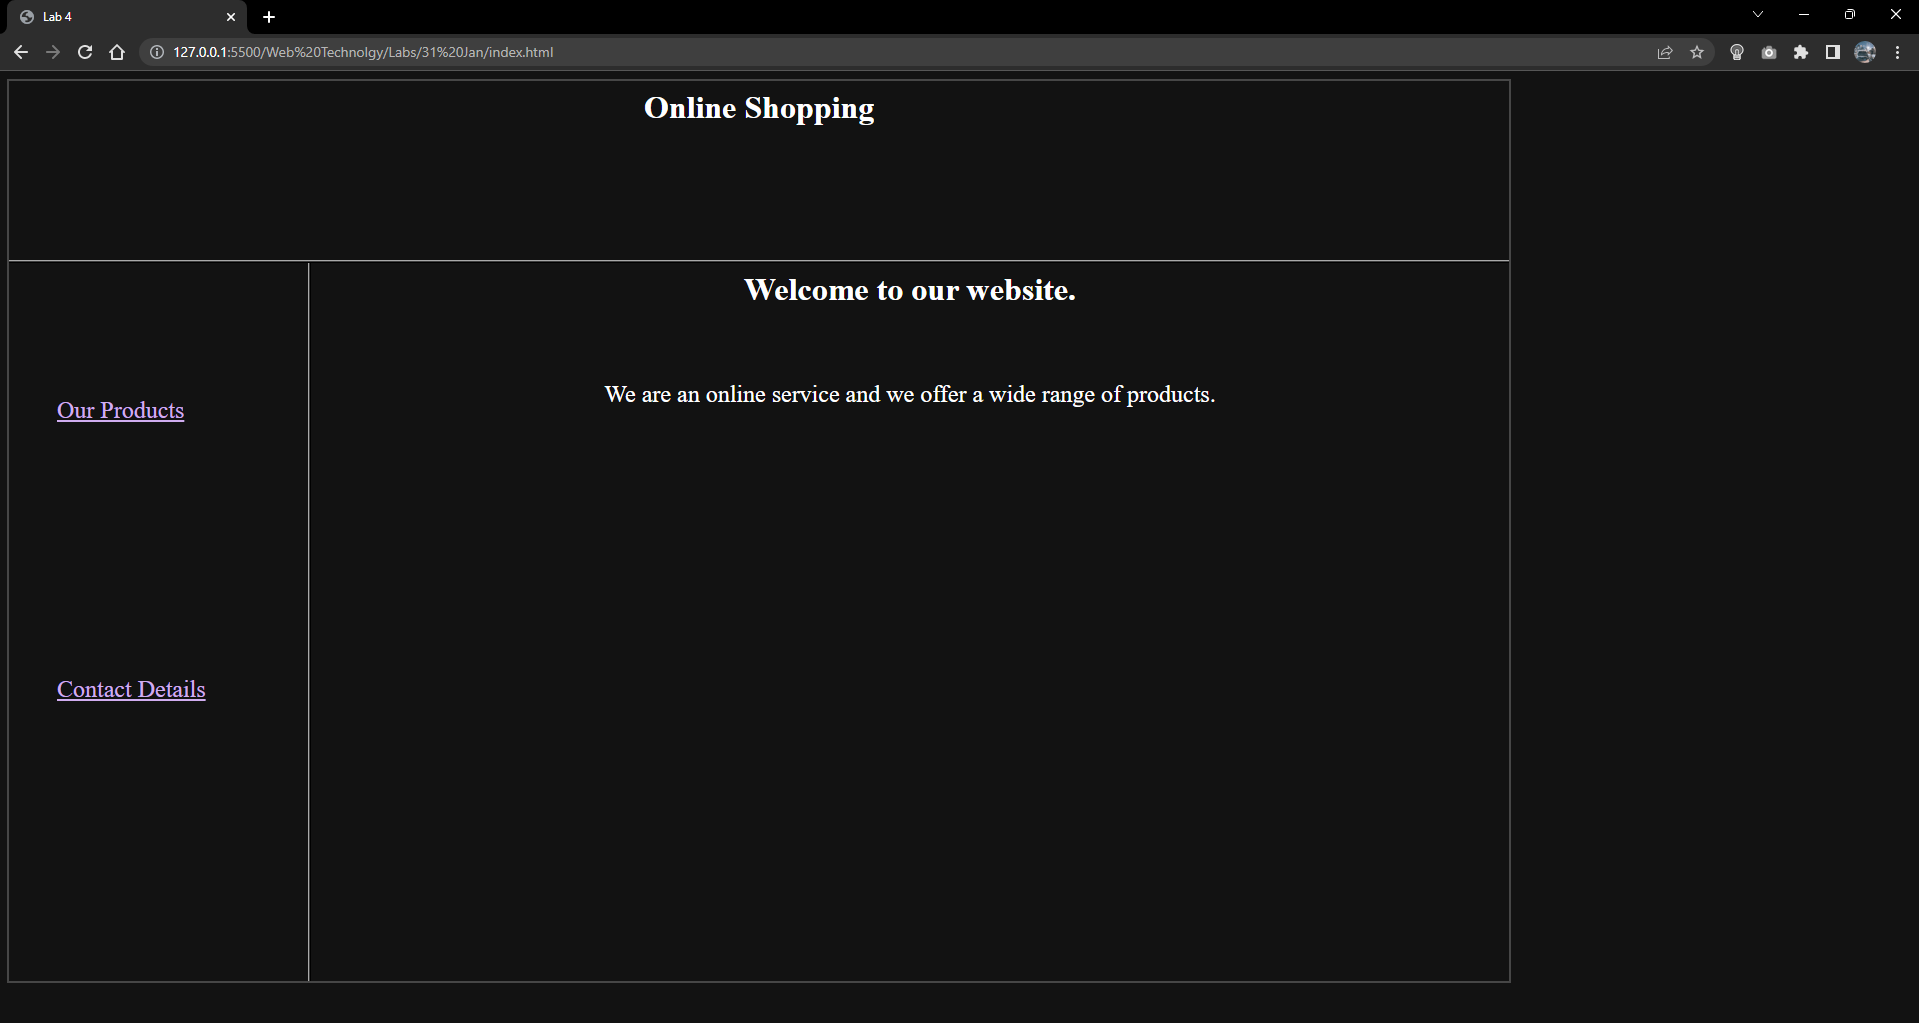 Lab 4
127.0.0.1:5500/Web%20Technolgy/Labs/31%20Jan/index.html
Online Shopping
Welcome to our website.
We are an online service and we offer a wide range of products.
Our Products
Contact Details